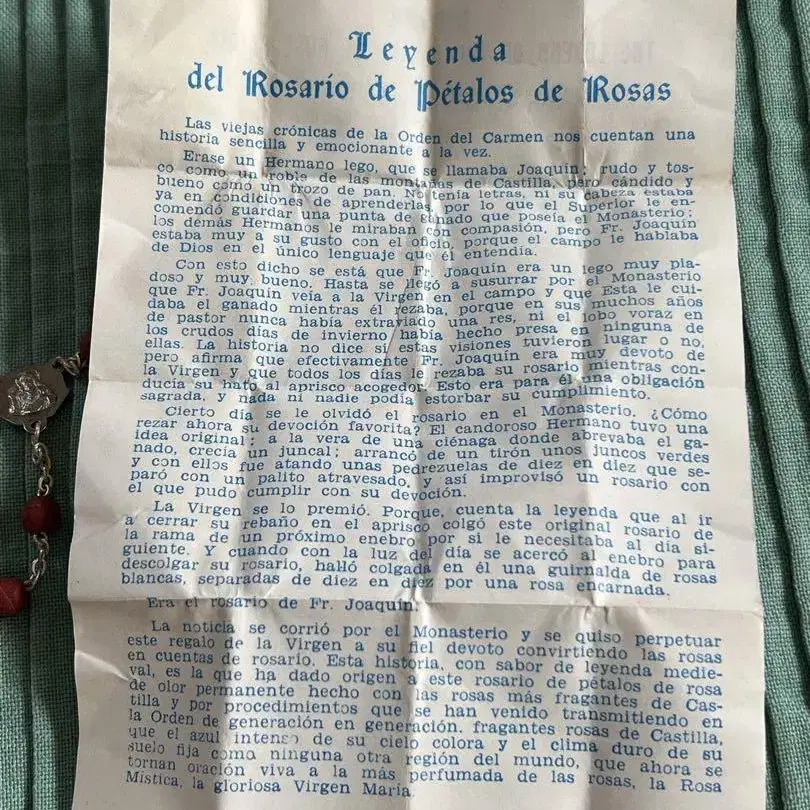 Leyenda
del Rosario de Pétalos de Rosas
Las viejas crónicas de la Orden del Carmen nos cuentan una
historia sencilla y emocionante a la vez.
Erase un Hermano lego, que se llamaba Joaquín: rudo y tos-
co como un roble de las montañas de Castilla, pero cándido y
bueno como un trozo de pan. No tenía letras, ni su cabeza estaba
ya en condiciones de aprenderlas, por lo que el Superior le en-
comendó guardar una punta de ganado que poseía el Monasterio;
los demás Hermanos le miraban con compasión, pero Fr. Joaquín
estaba muy a su gusto con el oficio, porque el campo le hablaba
de Dios en el único lenguaje que él entendía.
Con esto dicho se está que Fr. Joaquín era un lego muy pia-
doso y muy bueno. Hasta se llegó a susurrar por el Monasterio
que Fr. Joaquín veía a la Virgen en el campo y que Esta le cui-
daba el ganado mientras él rezaba, porque en sus muchos años
de pastor nunca había extraviado una res, ni el lobo voraz en
los crudos días de invierno había hecho presa en ninguna de
ellas. La historia no dice si estas visiones tuvieron lugar o no,
pero afirma que efectivamente Fr. Joaquín era muy devoto de
la Virgen y que todos los días le rezaba su rosario mientras con-
ducía su hato al aprisco acogedor. Esto era para él una obligación
sagrada, y nada ni nadie podía estorbar su cumplimiento.
Cierto día se le olvidó el rosario en el Monasterio. ¿Cómo
rezar ahora su devoción favorita? El candoroso Hermano tuvo una
idea original: a la vera de una ciénaga donde abrevaba el ga-
nado, crecía un juncal; arrancó de un tirón unos juncos verdes
y con ellos fue atando unas pedrezuelas de diez en diez que se-
paró con un palito atravesado, y así improvisó un rosario con
el que pudo cumplir con su devoción.
La Virgen se lo premió. Porque, cuenta la leyenda que al ir
a cerrar su rebaño en el aprisco colgó este original rosario de
la rama de un próximo enebro por si le necesitaba al día si-
guiente. Y cuando con la luz del día se acercó al enebro para
descolgar su rosario, halló colgada en él una guirnalda de rosas
blancas, separadas de diez en diez por una rosa encarnada.
Era el rosario de Fr. Joaquín.
La noticia se corrió por el Monasterio y se quiso perpetuar
este regalo de la Virgen a su fiel devoto convirtiendo las rosas
en cuentas de rosario. Esta historia, con sabor de leyenda medie-
val, es la que ha dado origen a este rosario de pétalos de rosa
de olor permanente hecho con las rosas más fragantes de Cas-
tilla y por procedimientos que se han venido transmitiendo en
la Orden de generación en generación. fragantes rosas de Castilla,
que el azul intenso de su cielo colora y el clima duro de su
suelo fija como ninguna otra región del mundo, que ahora se
tornan oración viva a la más perfumada de las rosas, la Rosa
Mística, la gloriosa Virgen María.